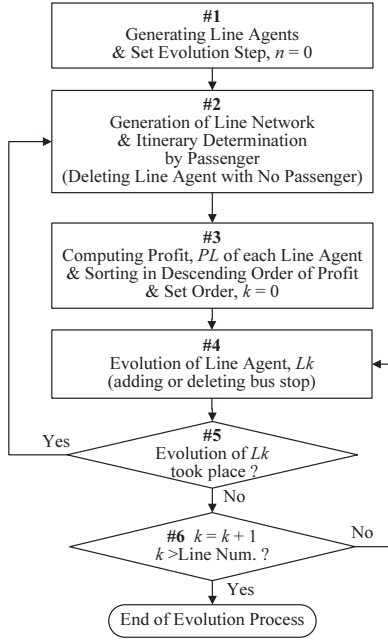 #1
Generating Line Agents
& Set Evolution Step, n = 0
#2
Generation of Line Network
& Itinerary Determination
by Passenger
(Deleting Line Agent with No Passenger)
#3
Computing Profit, PL of each Line Agent
& Sorting in Descending Order of Profit
& Set Order, k = 0
#4
Evolution of Line Agent, Lk
(adding or deleting bus stop)
Yes
#5
Evolution of Lk
took place ?
No
#6 k = k + 1
k >Line Num. ?
No
Yes
End of Evolution Process